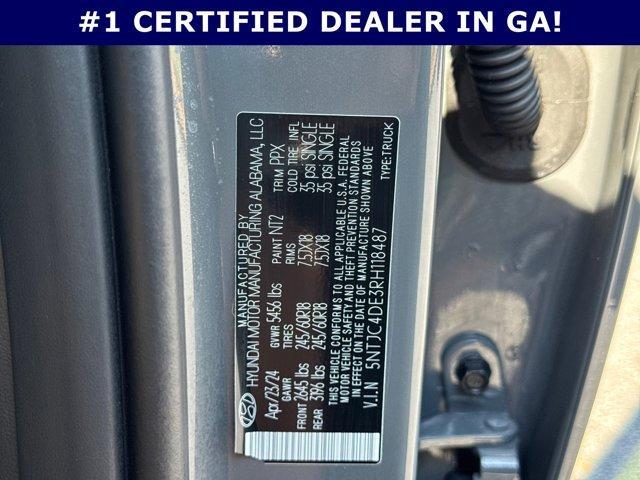 #1 CERTIFIED DEALER IN GA!
MANUFACTURED BY
HYUNDAI MOTOR MANUFACTURING ALABAMA, LLC
Apr/23/24 GVWR 5456 lbs PAINT NT2 TRIM PPX
GAWR TIRES RIMS COLD TIRE INFL
FRONT 2645 lbs 245/60R18 7.5JX18 35 psi SINGLE
REAR 3196 lbs 245/60R18 7.5JX18 35 psi SINGLE
THIS VEHICLE CONFORMS TO ALL APPLICABLE U.S.A. FEDERAL
MOTOR VEHICLE SAFETY AND THEFT PREVENTION STANDARDS
IN EFFECT ON THE DATE OF MANUFACTURE SHOWN ABOVE
V.I.N 5NTJC4DE3RH118487 TYPE:TRUCK